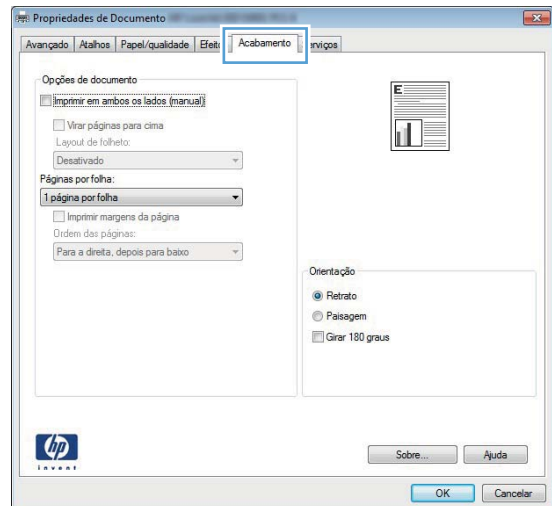 Propriedades de Documento
Avançado Atalhos Papel/qualidade Acabamento
Opções de documento
Imprimir em ambos os lados (manual)
Virar páginas para cima
Layout de folheto:
Desativado
Páginas por folha:
1 página por folha
Imprimir margens da página
Ordem das páginas:
Para a direita, depois para baixo
E
Orientação
Retrato
Paisagem
Girar 180 graus
hp
invent
Sobre... Ajuda
OK Cancelar